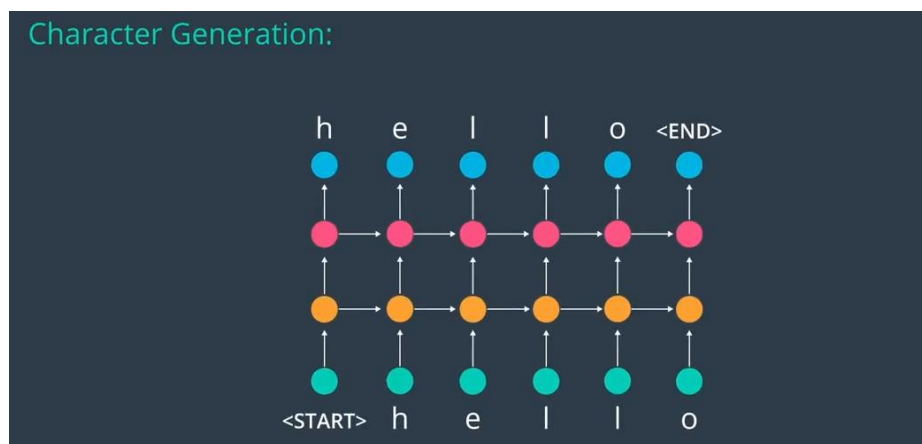 Character Generation:
h e l l o <END>
<START> h e l l o